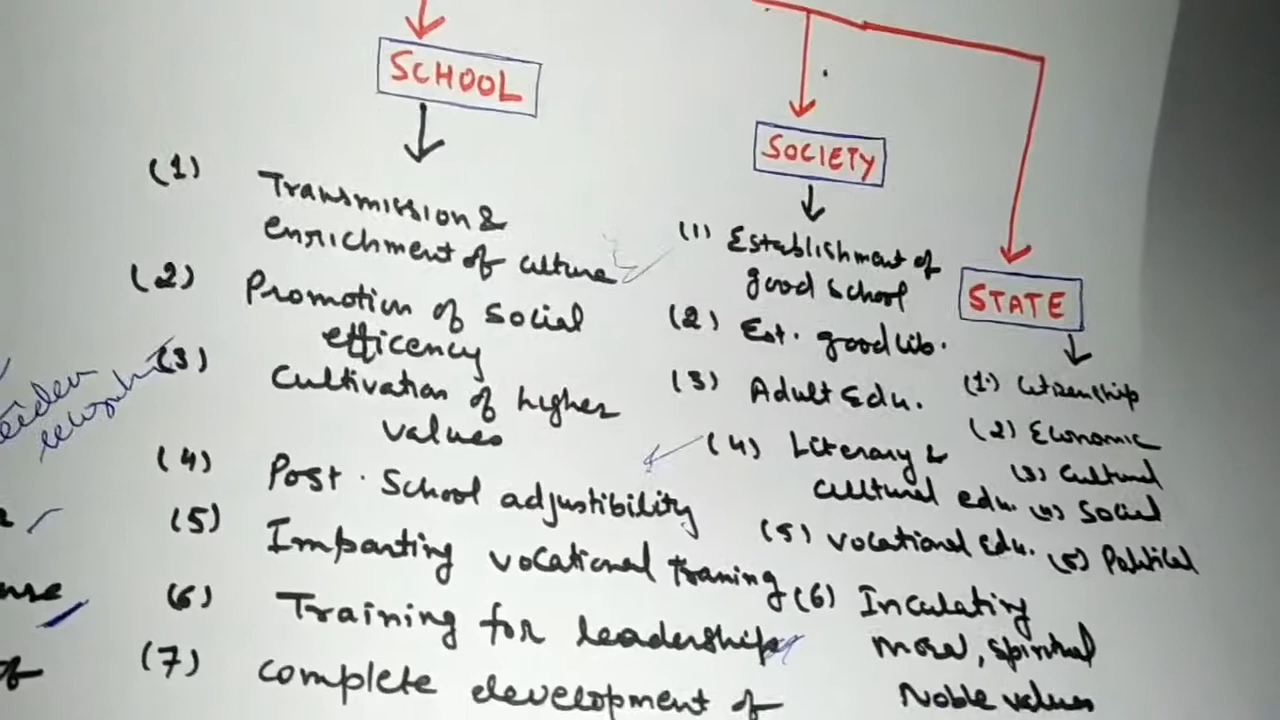 SCHOOL
(1) Transmission &
enrichment of culture
(2) Promotion of Social
efficency
(3) Cultivation of higher
values
(4) Post. School adjustibility
(5) Imparting vocational traning
(6) Training for leadership
(7) complete development of
SOCIETY
(1) Establishment of
good school
(2) Est. good lib.
(3) Adult Edu.
(4) Literary &
cultural edu.
(5) vocational Edu.
(6) Inculating
moral, spiritual
Noble values
STATE
(1) citizenship
(2) Economic
(3) Cultural
(4) Social
(5) Political
of